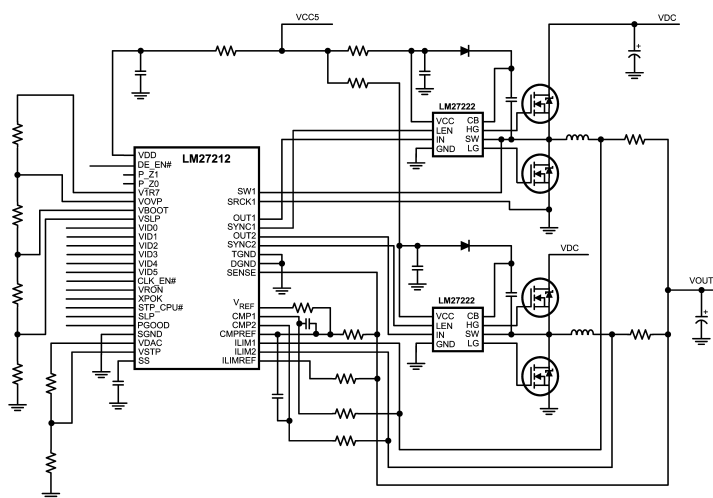 VCC5
VDC
LM27222
VCC
LEN
IN
GND
CB
HG
SW
LG
LM27212
VDD
DE_EN#
P_Z1
P_Z0
V1R7
VOVP
VBOOT
VSLP
VID0
VID1
VID2
VID3
VID4
VID5
CLK_EN#
VRON
XPOK
STP_CPU#
SLP
PGOOD
SGND
VDAC
VSTP
SS
SW1
SRCK1
OUT1
SYNC1
OUT2
SYNC2
TGND
DGND
SENSE
VREF
CMP1
CMP2
CMPREF
ILIM1
ILIM2
ILIMREF
VDC
LM27222
VCC
LEN
IN
GND
CB
HG
SW
LG
VOUT
+
+